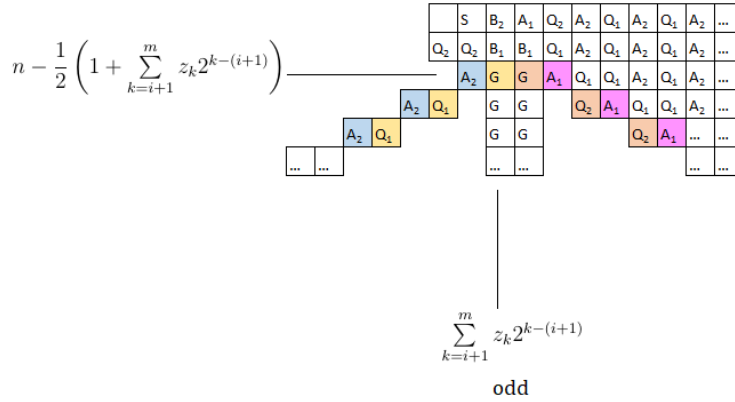 S B₂ A₁ Q₂ A₂ Q₁ A₂ Q₁ A₂ ...
Q₂ Q₂ B₁ B₁ Q₁ A₂ Q₁ A₂ Q₁ A₂ ...
n − 1/2 (1 + ∑_{k=i+1}^{m} z_k 2^{k−(i+1)})
A₂ G G A₁ Q₁ Q₁ A₂ Q₁ A₂ ...
A₂ Q₁ G G Q₂ A₁ Q₁ Q₁ A₂ ...
A₂ Q₁ G G Q₂ A₁ ... ...
... ... ... ... ... ...
∑_{k=i+1}^{m} z_k 2^{k−(i+1)}
odd